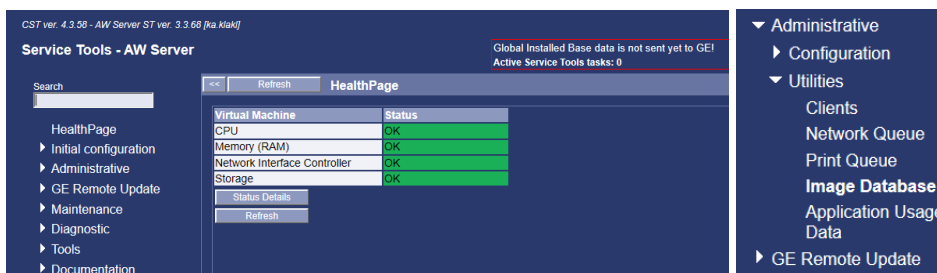 CST ver. 4.3.58 - AW Server ST ver. 3.3.68 [ka.klakl]
Service Tools - AW Server
Global Installed Base data is not sent yet to GE!
Active Service Tools tasks: 0
Search
HealthPage
Initial configuration
Administrative
GE Remote Update
Maintenance
Diagnostic
Tools
Documentation
<< Refresh HealthPage
Virtual Machine Status
CPU OK
Memory (RAM) OK
Network Interface Controller OK
Storage OK
Status Details
Refresh
Administrative
Configuration
Utilities
Clients
Network Queue
Print Queue
Image Database
Application Usage
Data
GE Remote Update